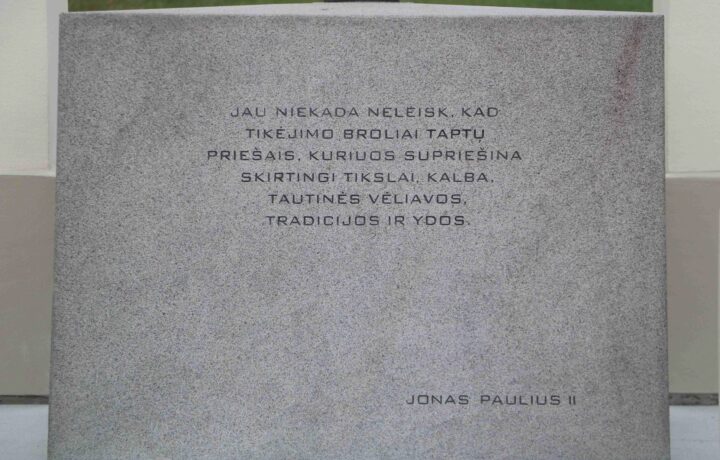 JAU NIEKADA NELEISK, KAD
TIKĖJIMO BROLIAI TAPTŲ
PRIEŠAIS, KURIUOS SUPRIEŠINA
SKIRTINGI TIKSLAI, KALBA,
TAUTINĖS VĖLIAVOS,
TRADICIJOS IR YDOS.
JONAS PAULIUS II